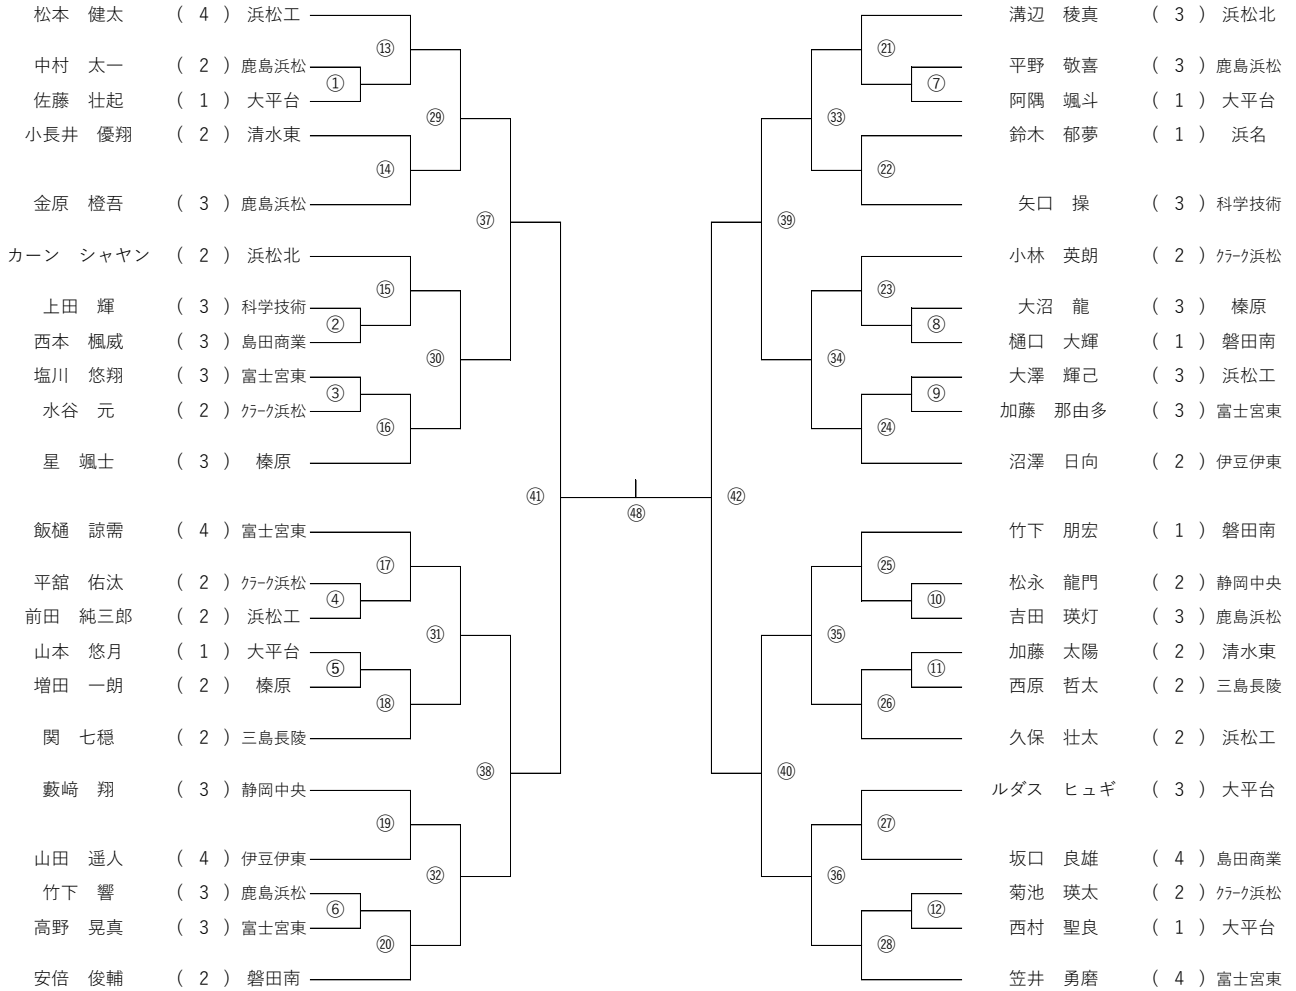 松本 健太 ( 4 ) 浜松工
⑬
中村 太一 ( 2 ) 鹿島浜松
①
佐藤 壮起 ( 1 ) 大平台
㉙
小長井 優翔 ( 2 ) 清水東
⑭
金原 橙吾 ( 3 ) 鹿島浜松
㊲
カーン シャヤン ( 2 ) 浜松北
⑮
上田 輝 ( 3 ) 科学技術
②
西本 楓威 ( 3 ) 島田商業
㉚
塩川 悠翔 ( 3 ) 富士宮東
③
水谷 元 ( 2 ) クラーク浜松
⑯
星 颯士 ( 3 ) 榛原
㊶
飯樋 諒需 ( 4 ) 富士宮東
⑰
平舘 佑汰 ( 2 ) クラーク浜松
④
前田 純三郎 ( 2 ) 浜松工
㉛
山本 悠月 ( 1 ) 大平台
⑤
増田 一朗 ( 2 ) 榛原
⑱
関 七穏 ( 2 ) 三島長陵
㊳
藪﨑 翔 ( 3 ) 静岡中央
⑲
山田 遥人 ( 4 ) 伊豆伊東
㉜
竹下 響 ( 3 ) 鹿島浜松
⑥
高野 晃真 ( 3 ) 富士宮東
⑳
安倍 俊輔 ( 2 ) 磐田南
㊽
溝辺 稜真 ( 3 ) 浜松北
㉑
平野 敬喜 ( 3 ) 鹿島浜松
⑦
阿隅 颯斗 ( 1 ) 大平台
㉝
鈴木 郁夢 ( 1 ) 浜名
㉒
矢口 操 ( 3 ) 科学技術
㊴
小林 英朗 ( 2 ) クラーク浜松
㉓
大沼 龍 ( 3 ) 榛原
⑧
樋口 大輝 ( 1 ) 磐田南
㉞
大澤 輝己 ( 3 ) 浜松工
⑨
加藤 那由多 ( 3 ) 富士宮東
㉔
沼澤 日向 ( 2 ) 伊豆伊東
㊷
竹下 朋宏 ( 1 ) 磐田南
㉕
松永 龍門 ( 2 ) 静岡中央
⑩
吉田 瑛灯 ( 3 ) 鹿島浜松
㉟
加藤 太陽 ( 2 ) 清水東
⑪
西原 哲太 ( 2 ) 三島長陵
㉖
久保 壮太 ( 2 ) 浜松工
㊵
ルダス ヒュギ ( 3 ) 大平台
㉗
坂口 良雄 ( 4 ) 島田商業
㊱
菊池 瑛太 ( 2 ) クラーク浜松
⑫
西村 聖良 ( 1 ) 大平台
㉘
笠井 勇磨 ( 4 ) 富士宮東